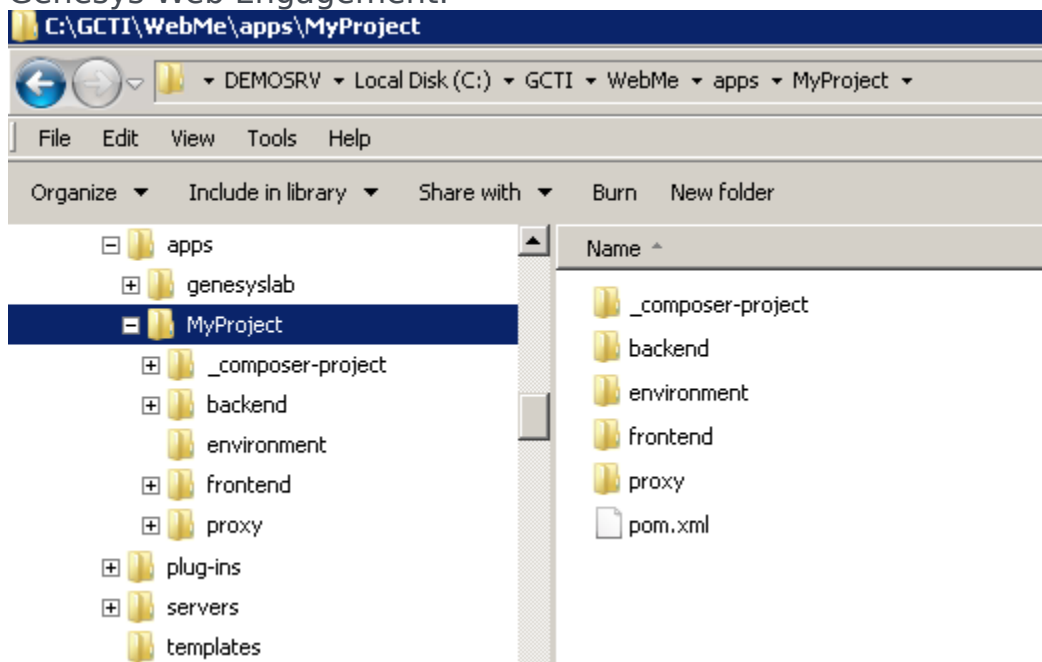 Genesys Web Engagement.
C:\GCTI\WebMe\apps\MyProject
DEMOSRV Local Disk (C:) GCTI WebMe apps MyProject
File Edit View Tools Help
Organize Include in library Share with Burn New folder
apps
genesyslab
MyProject
_composer-project
backend
environment
frontend
proxy
plug-ins
servers
templates
Name
_composer-project
backend
environment
frontend
proxy
pom.xml